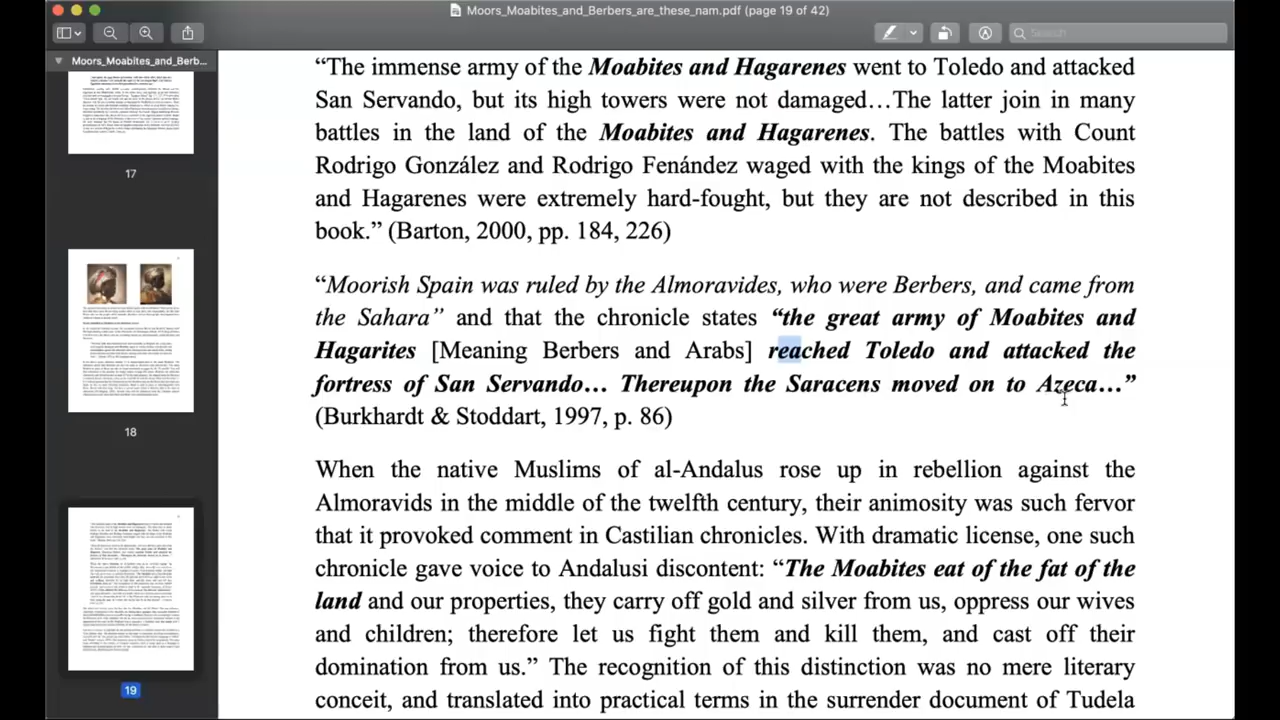 Moors_Moabites_and_Berbers_are_these_nam.pdf (page 19 of 42)
Search
Moors_Moabites_and_Berb...
17
18
19
“The immense army of the Moabites and Hagarenes went to Toledo and attacked
San Servando, but its high towers were not destroyed…The latter join in many
battles in the land of the Moabites and Hagarenes. The battles with Count
Rodrigo González and Rodrigo Fenández waged with the kings of the Moabites
and Hagarenes were extremely hard-fought, but they are not described in this
book.” (Barton, 2000, pp. 184, 226)
“Moorish Spain was ruled by the Almoravides, who were Berbers, and came from
the Sahara” and that the chronicle states “the great army of Moabites and
Hagarites [Meaning Berbers and Arabs] reached Toledo and attacked the
fortress of San Servando… Thereupon the Saracens moved on to Azeca…”
(Burkhardt & Stoddart, 1997, p. 86)
When the native Muslims of al-Andalus rose up in rebellion against the
Almoravids in the middle of the twelfth century, their animosity was such fervor
that it provoked comment in Castilian chronicles. With dramatic license, one such
chronicle gave voice to Andalusi discontent: “The Moabites eat of the fat of the
land and our properties, and carry off gold and silver from us, oppress our wives
and children, therefore let us fight them and kill them, and cast off their
domination from us.” The recognition of this distinction was no mere literary
conceit, and translated into practical terms in the surrender document of Tudela